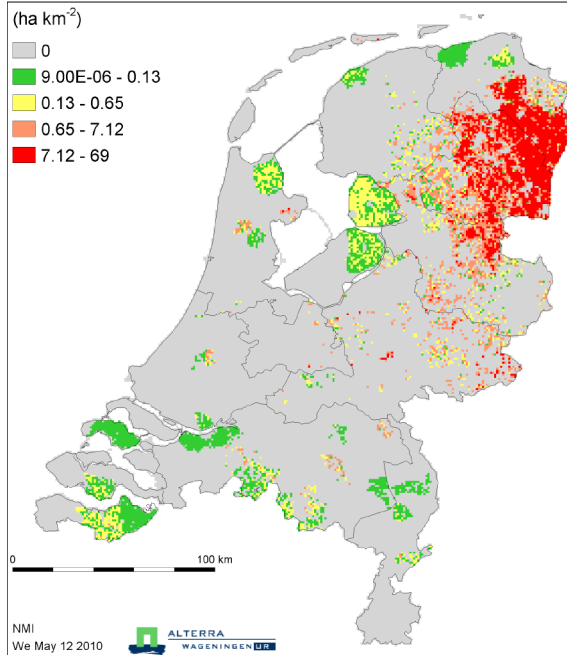 (ha km-2)
0
9.00E-06 - 0.13
0.13 - 0.65
0.65 - 7.12
7.12 - 69
0 100 km
NMI
We May 12 2010
ALTERRA
WAGENINGEN UR